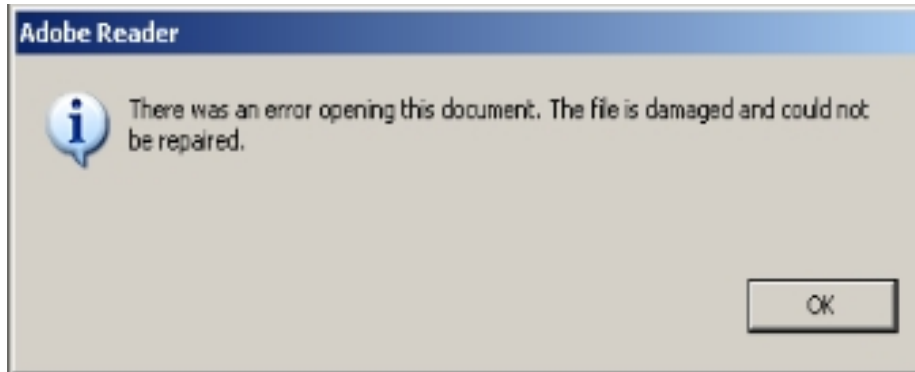 Adobe Reader
There was an error opening this document. The file is damaged and could not
be repaired.
OK